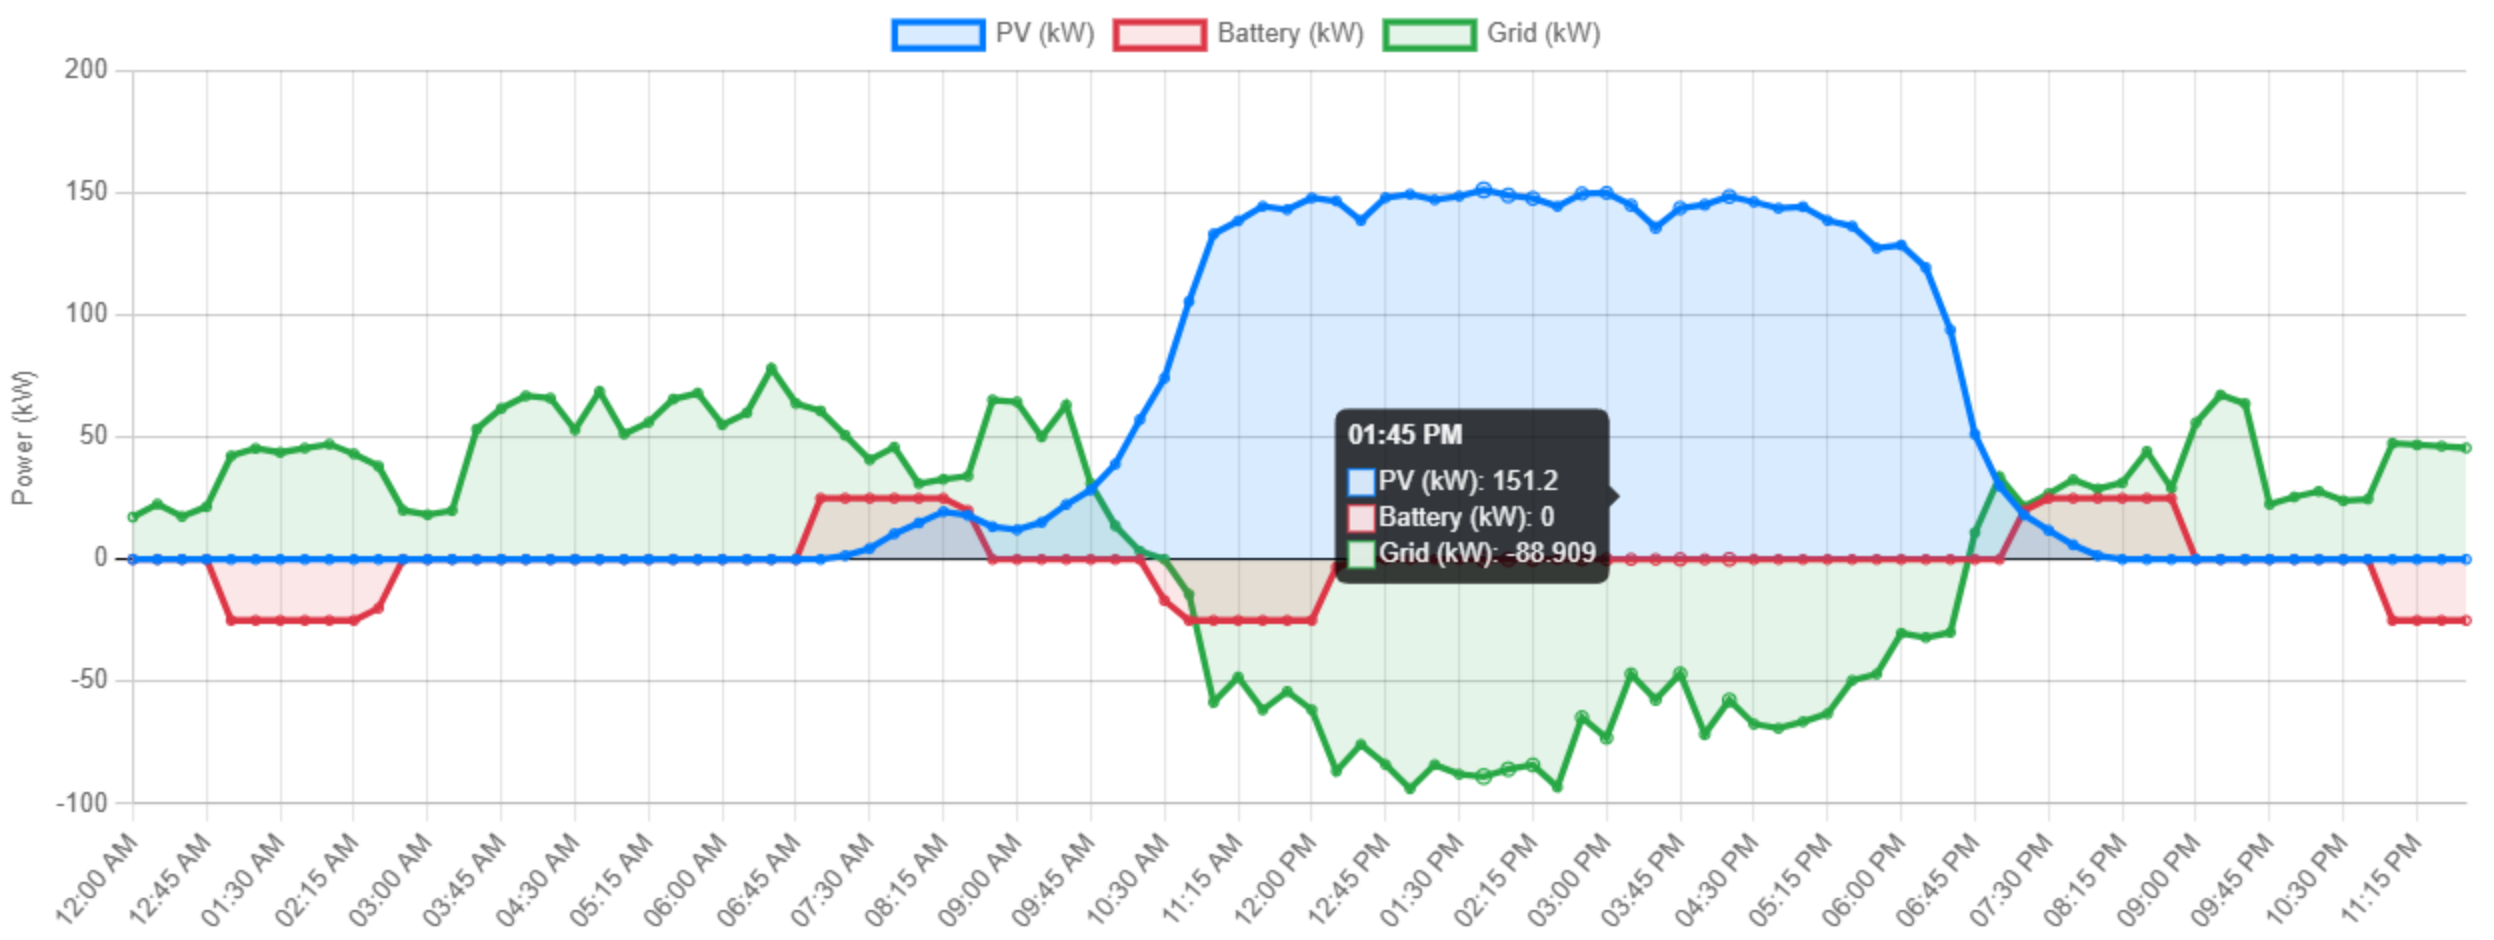 PV (kW) Battery (kW) Grid (kW)
200
150
100
50
0
-50
-100
Power (kW)
01:45 PM
PV (kW): 151.2
Battery (kW): 0
Grid (kW): -88.909
12:00 AM 12:45 AM 01:30 AM 02:15 AM 03:00 AM 03:45 AM 04:30 AM 05:15 AM 06:00 AM 06:45 AM 07:30 AM 08:15 AM 09:00 AM 09:45 AM 10:30 AM 11:15 AM 12:00 PM 12:45 PM 01:30 PM 02:15 PM 03:00 PM 03:45 PM 04:30 PM 05:15 PM 06:00 PM 06:45 PM 07:30 PM 08:15 PM 09:00 PM 09:45 PM 10:30 PM 11:15 PM